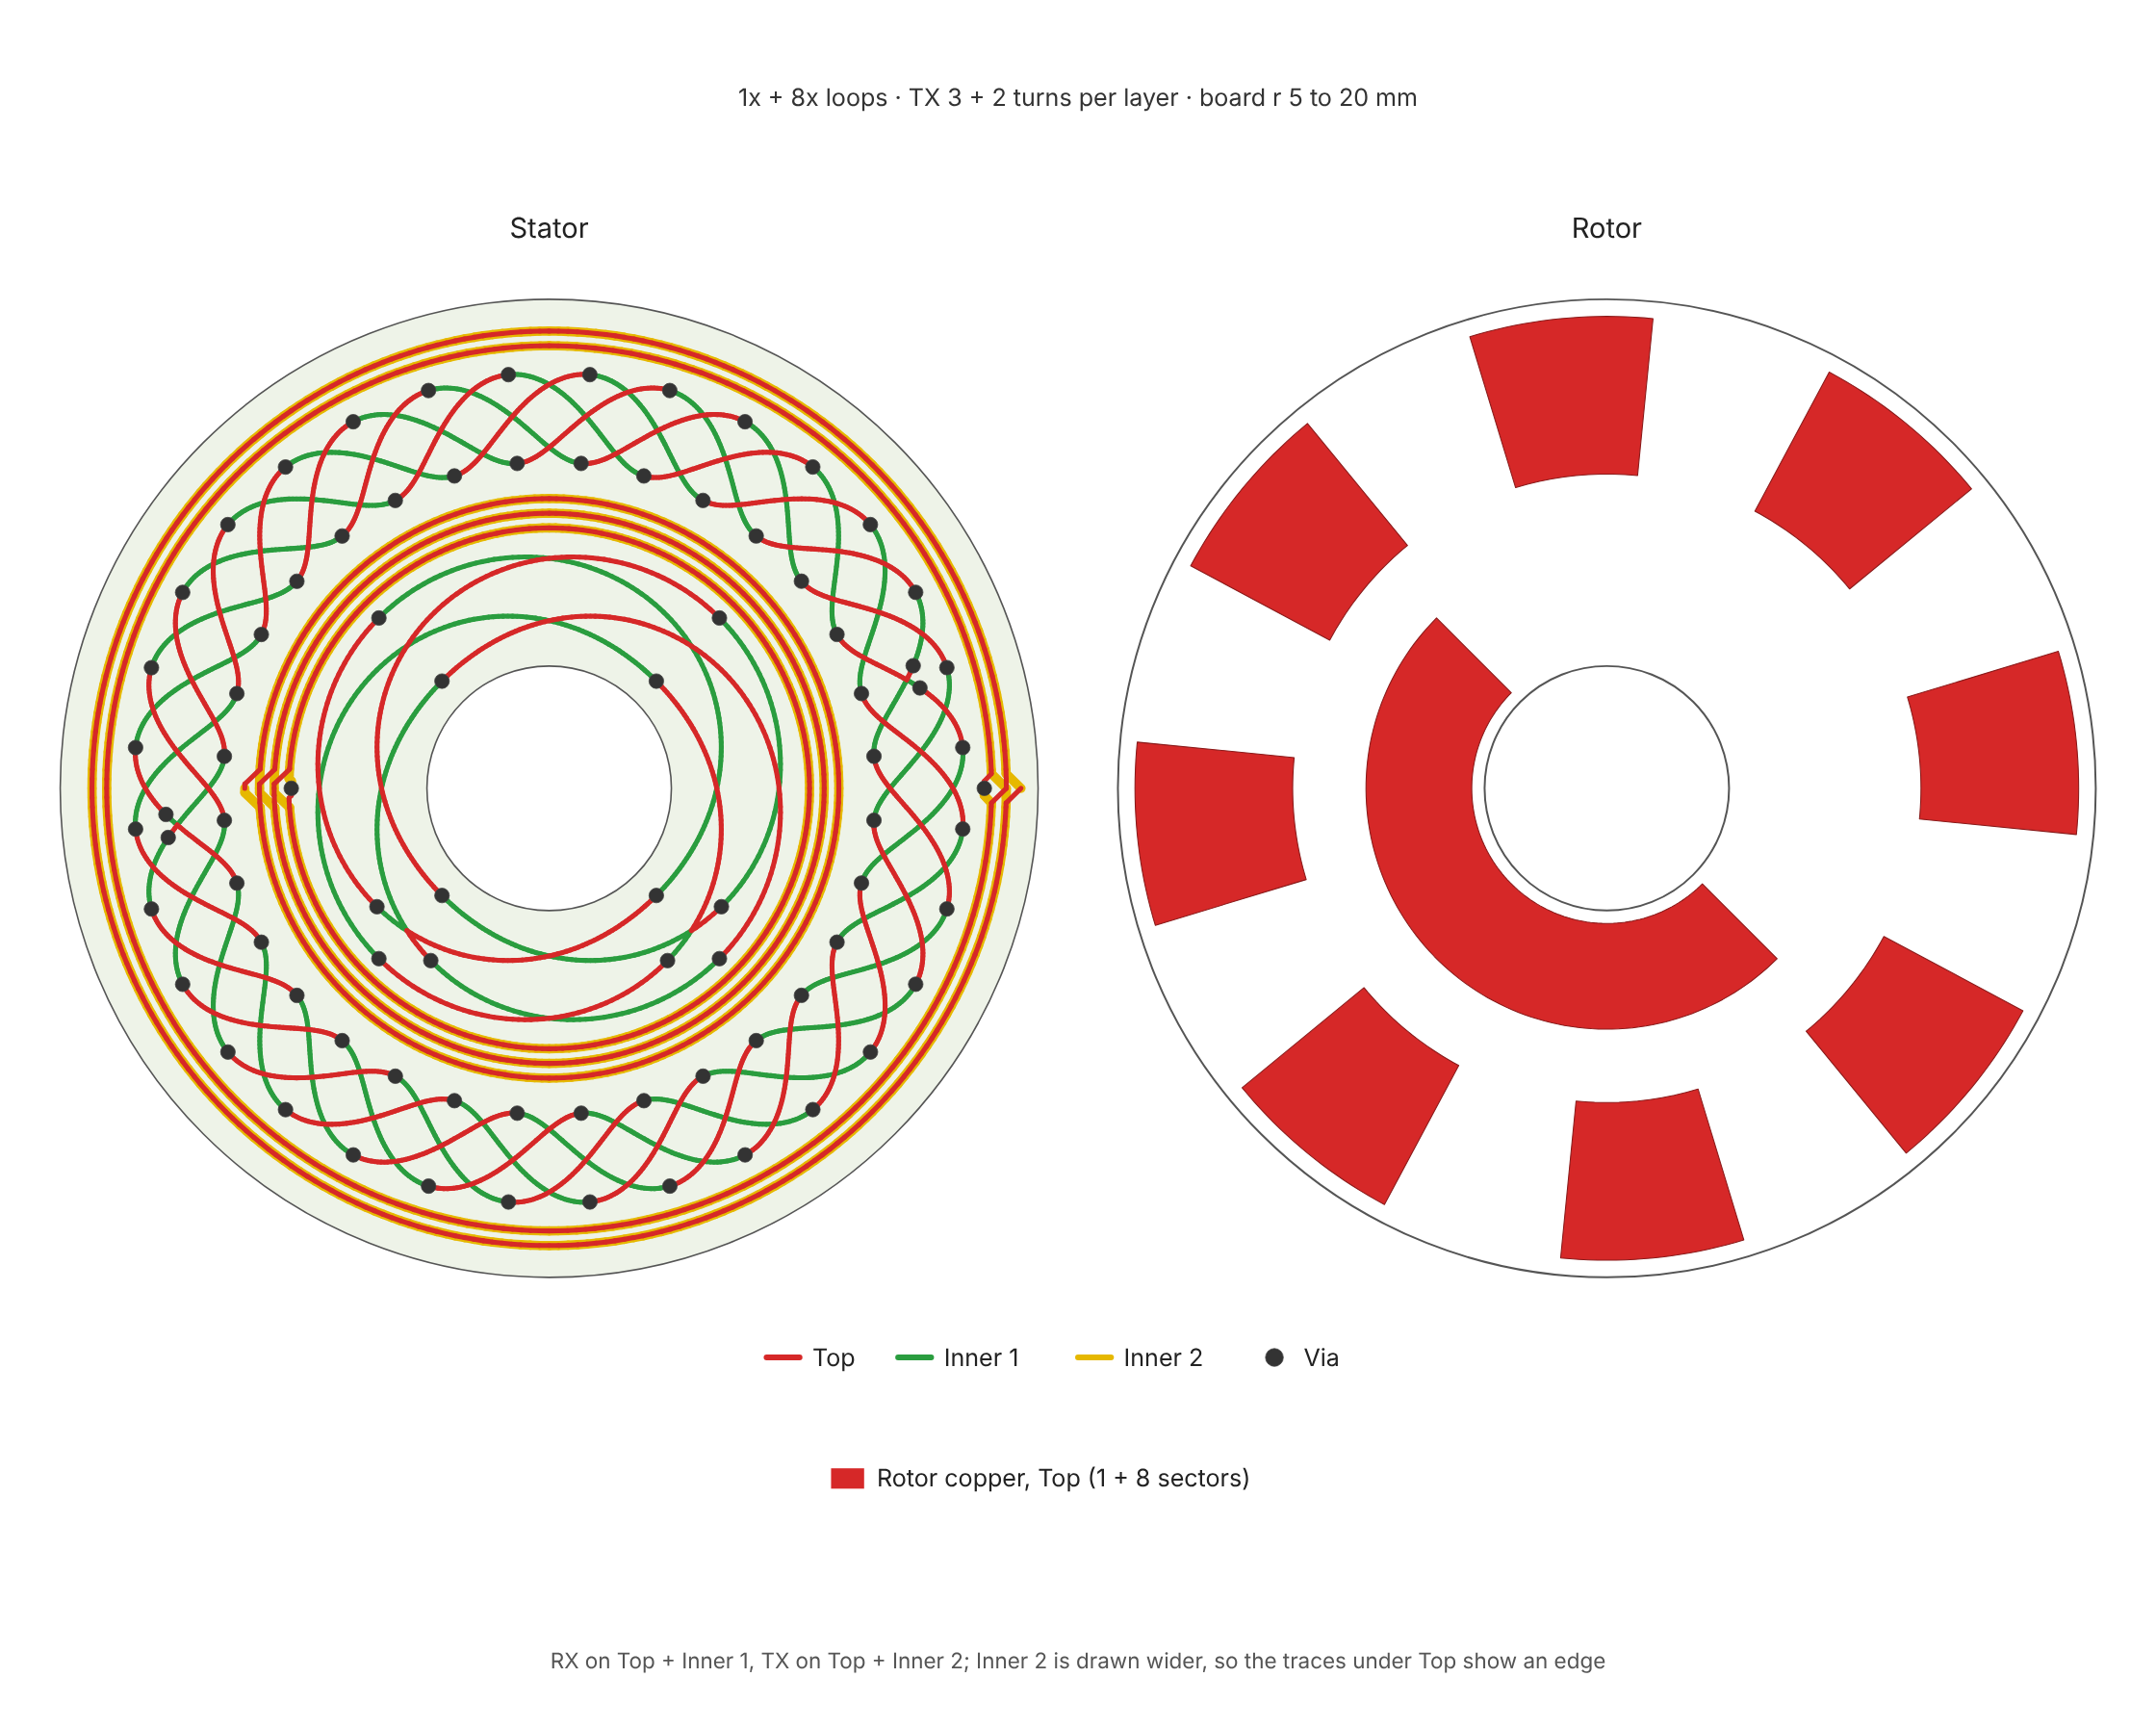 1x + 8x loops · TX 3 + 2 turns per layer · board r 5 to 20 mm
Stator
Rotor
Top
Inner 1
Inner 2
Via
Rotor copper, Top (1 + 8 sectors)
RX on Top + Inner 1, TX on Top + Inner 2; Inner 2 is drawn wider, so the traces under Top show an edge